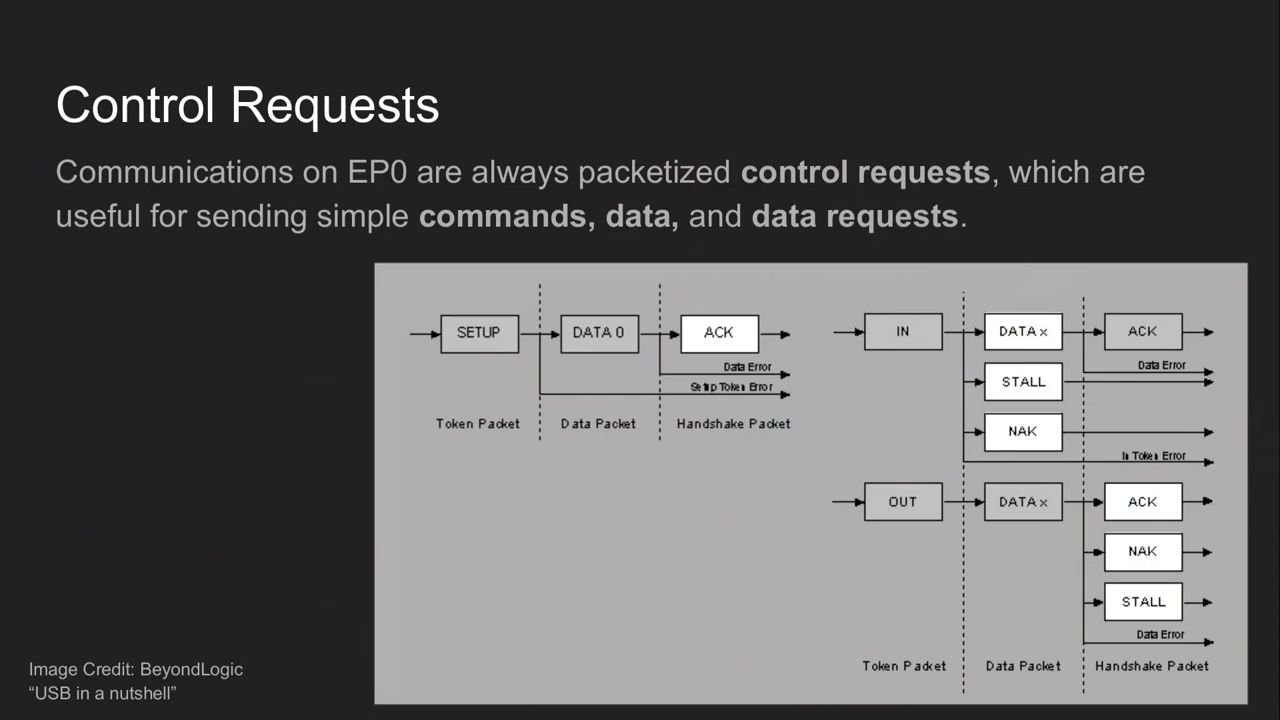 Control Requests
Communications on EP0 are always packetized control requests, which are
useful for sending simple commands, data, and data requests.
SETUP
DATA 0
ACK
Data Error
Setup Token Error
Token Packet
Data Packet
Handshake Packet
IN
DATA x
ACK
Data Error
STALL
NAK
In Token Error
OUT
DATA x
ACK
NAK
STALL
Data Error
Token Packet
Data Packet
Handshake Packet
Image Credit: BeyondLogic
“USB in a nutshell”